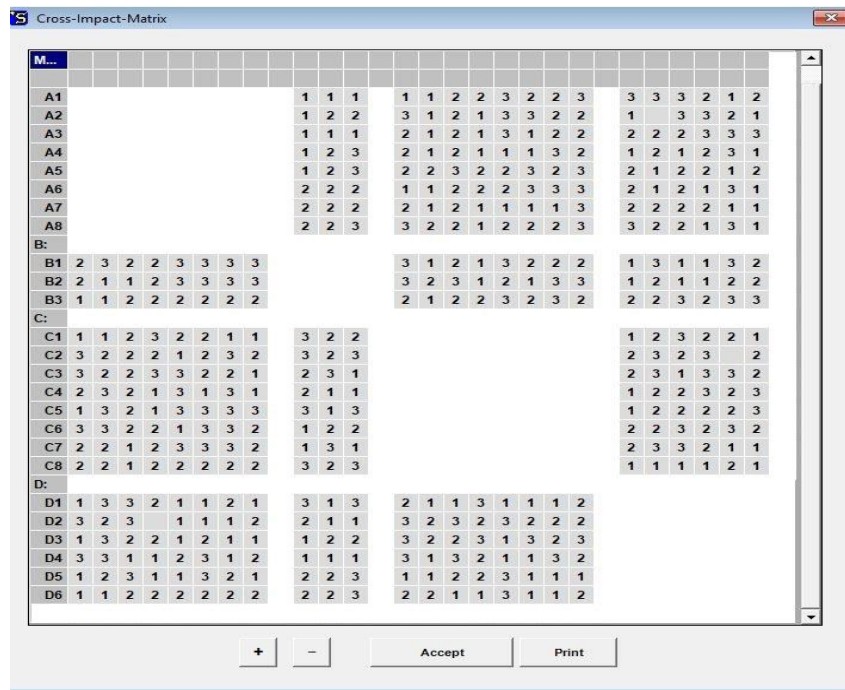 S Cross-Impact-Matrix
M...
A1 1 1 1 1 1 2 2 3 2 2 3 3 3 3 2 1 2
A2 1 2 2 3 1 2 1 3 3 2 2 1 3 3 2 1
A3 1 1 1 2 1 2 1 3 1 2 2 2 2 2 3 3 3
A4 1 2 3 2 1 2 1 1 1 3 2 1 2 1 2 3 1
A5 1 2 3 2 2 3 2 2 3 2 3 2 1 2 2 1 2
A6 2 2 2 1 1 2 2 2 3 3 3 2 1 2 1 3 1
A7 2 2 2 2 1 2 1 1 1 1 3 2 2 2 2 1 1
A8 2 2 3 3 2 2 1 2 2 2 3 3 2 2 1 3 1
B:
B1 2 3 2 2 3 3 3 3 3 1 2 1 3 2 2 2 1 3 1 1 3 2
B2 2 1 1 2 3 3 3 3 3 2 3 1 2 1 3 3 1 2 1 1 2 2
B3 1 1 2 2 2 2 2 2 2 1 2 2 3 2 3 2 2 2 3 2 3 3
C:
C1 1 1 2 3 2 2 1 1 3 2 2 1 2 3 2 2 1
C2 3 2 2 2 1 2 3 2 3 2 3 2 3 2 3 2
C3 3 2 2 3 3 2 2 1 2 3 1 2 3 1 3 3 2
C4 2 3 2 1 3 1 3 1 2 1 1 1 2 2 3 2 3
C5 1 3 2 1 3 3 3 3 3 1 3 1 2 2 2 2 3
C6 3 3 2 2 1 3 3 2 1 2 2 2 2 3 2 3 2
C7 2 2 1 2 3 3 3 2 1 3 1 2 3 3 2 1 1
C8 2 2 1 2 2 2 2 2 3 2 3 1 1 1 1 2 1
D:
D1 1 3 3 2 1 1 2 1 3 1 3 2 1 1 3 1 1 1 2
D2 3 2 3 1 1 1 2 2 1 1 3 2 3 2 3 2 2 2
D3 1 3 2 2 1 2 1 1 1 2 2 3 2 2 3 1 3 2 3
D4 3 3 1 1 2 3 1 2 1 1 1 3 1 3 2 1 1 3 2
D5 1 2 3 1 1 3 2 1 2 2 3 1 1 2 2 3 1 1 1
D6 1 1 2 2 2 2 2 2 2 2 3 2 2 1 1 3 1 1 2
+ − Accept Print